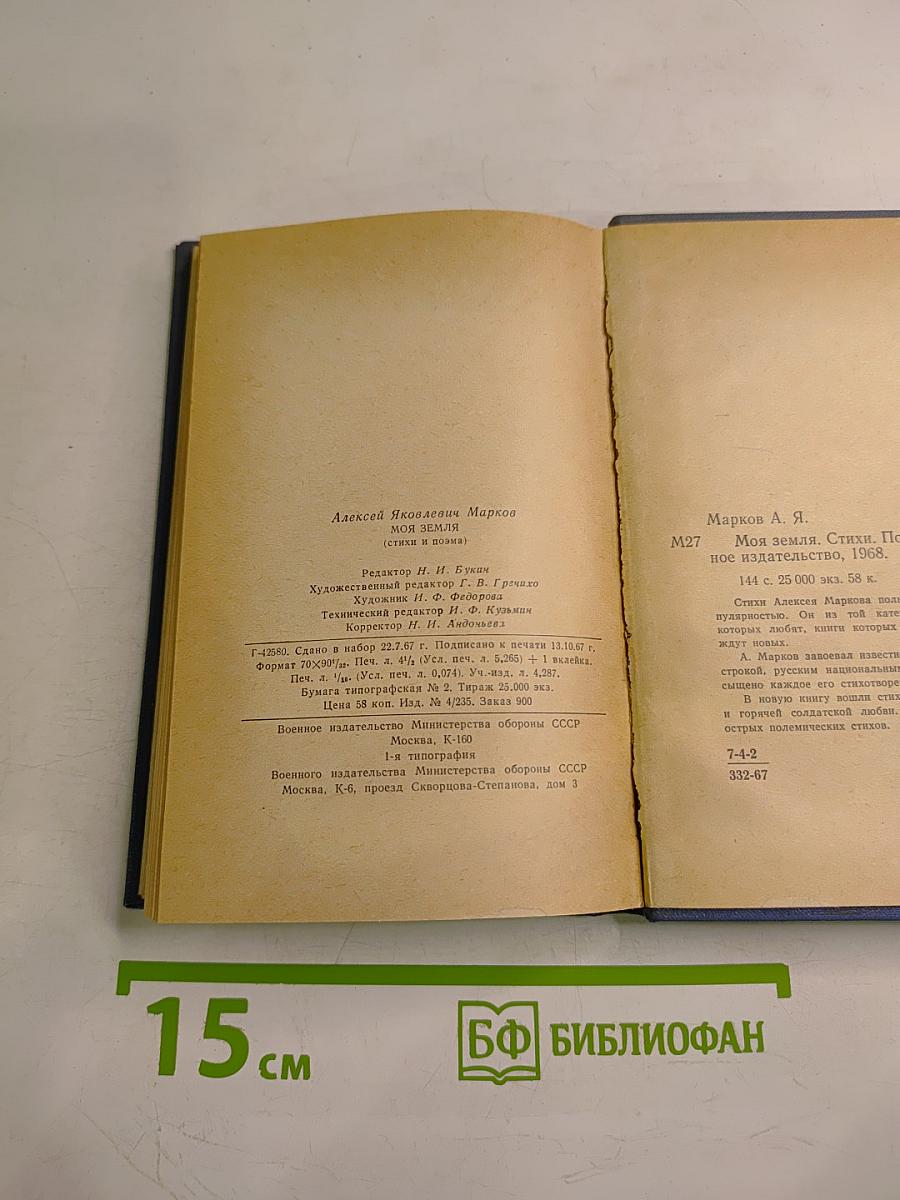 Алексей Яковлевич Марков
МОЯ ЗЕМЛЯ
(стихи и поэма)
Редактор Н. И. Букин
Художественный редактор Г. В. Гречихо
Художник И. Ф. Федорова
Технический редактор И. Ф. Кузьмин
Корректор Н. И. Андоньева
Г-42580. Сдано в набор 22.7.67 г. Подписано к печати 13.10.67 г.
Формат 70×90¹/₃₂. Печ. л. 4¹/₂ (Усл. печ. л. 5,265) + 1 вклейка.
Печ. л. ¹/₁₆. (Усл. печ. л. 0,074). Уч.-изд. л. 4,287.
Бумага типографская № 2. Тираж 25.000 экз.
Цена 58 коп. Изд. № 4/235. Заказ 900
Военное издательство Министерства обороны СССР
Москва, К-160
1-я типография
Военного издательства Министерства обороны СССР
Москва, К-6, проезд Скворцова-Степанова, дом 3
Марков А. Я.
М27 Моя земля. Стихи. По
ное издательство, 1968.
144 с. 25 000 экз. 58 к.
Стихи Алексея Маркова поль
пулярностью. Он из той кате
которых любят, книги которых
ждут новых.
А. Марков завоевал известн
строкой, русским национальным
сыщено каждое его стихотворе
В новую книгу вошли стих
и горячей солдатской любви.
острых полемических стихов.
7-4-2
332-67
15 см
БФ БИБЛИОФАН